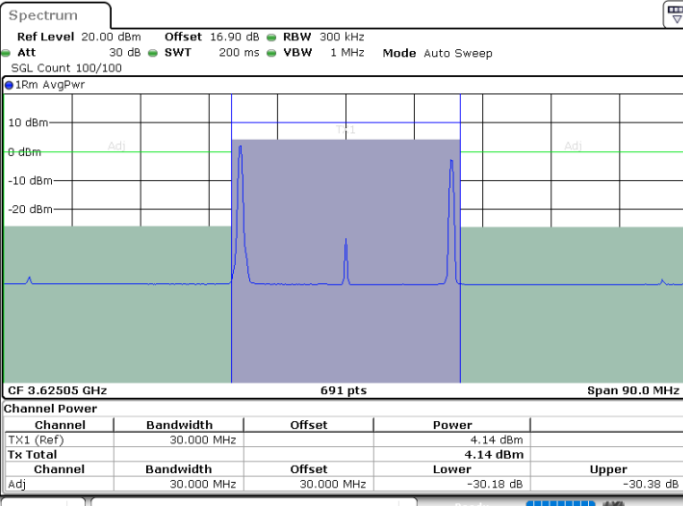 Spectrum
Ref Level 20.00 dBm Offset 16.90 dB RBW 300 kHz
Att 30 dB SWT 200 ms VBW 1 MHz Mode Auto Sweep
SGL Count 100/100
1Rm AvgPwr
10 dBm
TX1
Adj Adj
0 dBm
-10 dBm
-20 dBm
CF 3.62505 GHz 691 pts Span 90.0 MHz
Channel Power
Channel Bandwidth Offset Power
TX1 (Ref) 30.000 MHz 4.14 dBm
Tx Total 4.14 dBm
Channel Bandwidth Offset Lower Upper
Adj 30.000 MHz 30.000 MHz -30.18 dB -30.38 dB